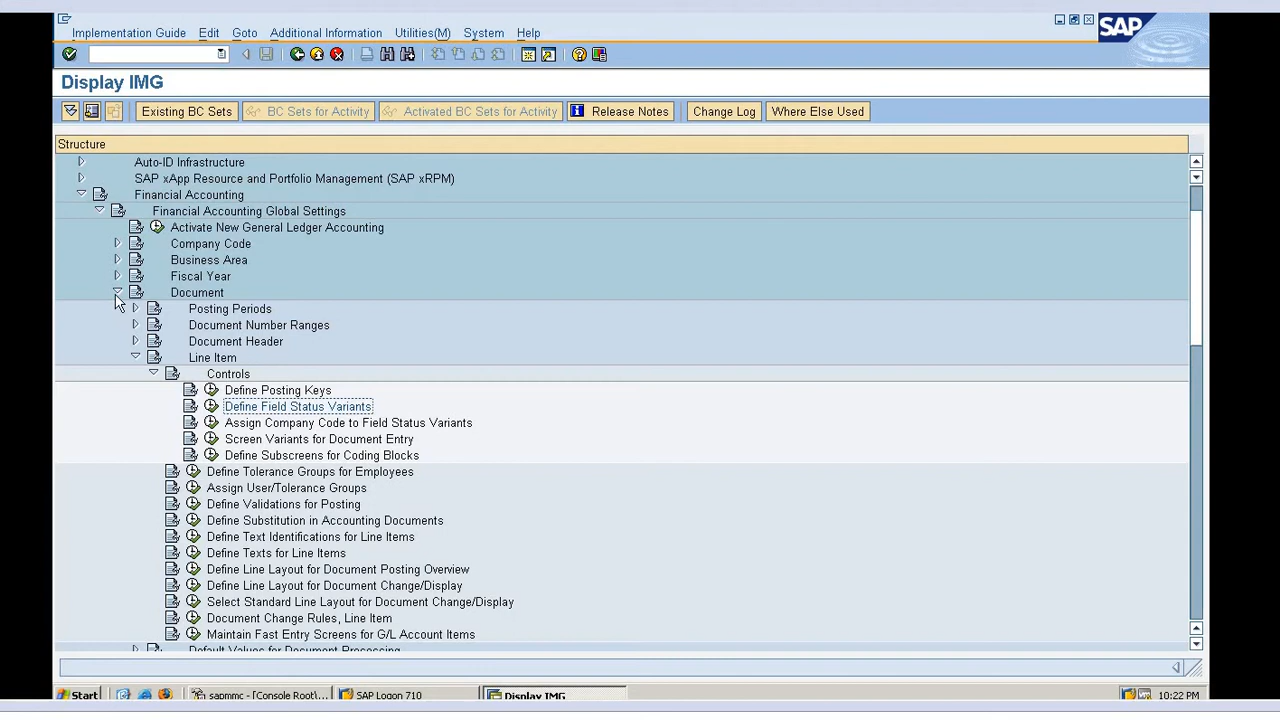 Implementation Guide Edit Goto Additional Information Utilities(M) System Help
SAP
Display IMG
Existing BC Sets BC Sets for Activity Activated BC Sets for Activity Release Notes Change Log Where Else Used
Structure
Auto-ID Infrastructure
SAP xApp Resource and Portfolio Management (SAP xRPM)
Financial Accounting
Financial Accounting Global Settings
Activate New General Ledger Accounting
Company Code
Business Area
Fiscal Year
Document
Posting Periods
Document Number Ranges
Document Header
Line Item
Controls
Define Posting Keys
Define Field Status Variants
Assign Company Code to Field Status Variants
Screen Variants for Document Entry
Define Subscreens for Coding Blocks
Define Tolerance Groups for Employees
Assign User/Tolerance Groups
Define Validations for Posting
Define Substitution in Accounting Documents
Define Text Identifications for Line Items
Define Texts for Line Items
Define Line Layout for Document Posting Overview
Define Line Layout for Document Change/Display
Select Standard Line Layout for Document Change/Display
Document Change Rules, Line Item
Maintain Fast Entry Screens for G/L Account Items
Default Values for Document Processing
Start sapmmc - [Console Root\... SAP Logon 710 Display IMG 10:22 PM